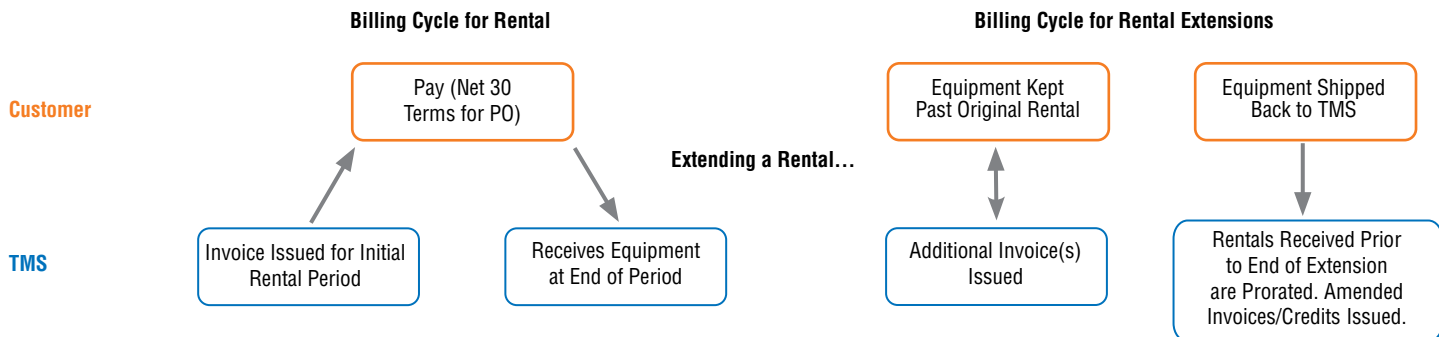 Billing Cycle for Rental
Billing Cycle for Rental Extensions
Customer
Pay (Net 30
Terms for PO)
Equipment Kept
Past Original Rental
Equipment Shipped
Back to TMS
Extending a Rental...
TMS
Invoice Issued for Initial
Rental Period
Receives Equipment
at End of Period
Additional Invoice(s)
Issued
Rentals Received Prior
to End of Extension
are Prorated. Amended
Invoices/Credits Issued.